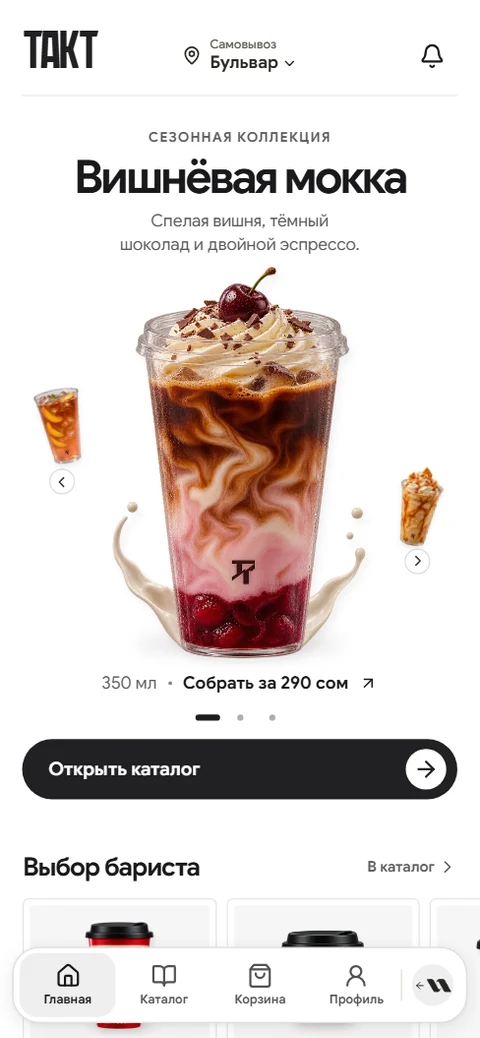 ТАКТ
Самовывоз
Бульвар
СЕЗОННАЯ КОЛЛЕКЦИЯ
Вишнёвая мокка
Спелая вишня, тёмный
шоколад и двойной эспрессо.
350 мл • Собрать за 290 сом
Открыть каталог
Выбор бариста
В каталог
Главная
Каталог
Корзина
Профиль